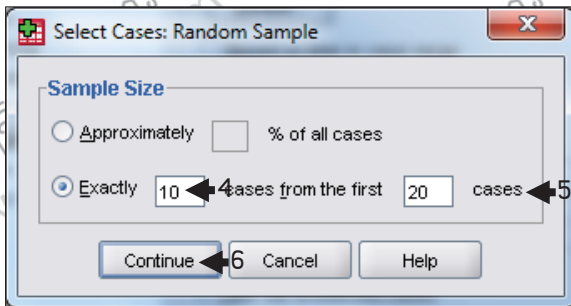 Select Cases: Random Sample
Sample Size
Approximately % of all cases
Exactly 10 4 cases from the first 20 cases 5
Continue 6 Cancel Help